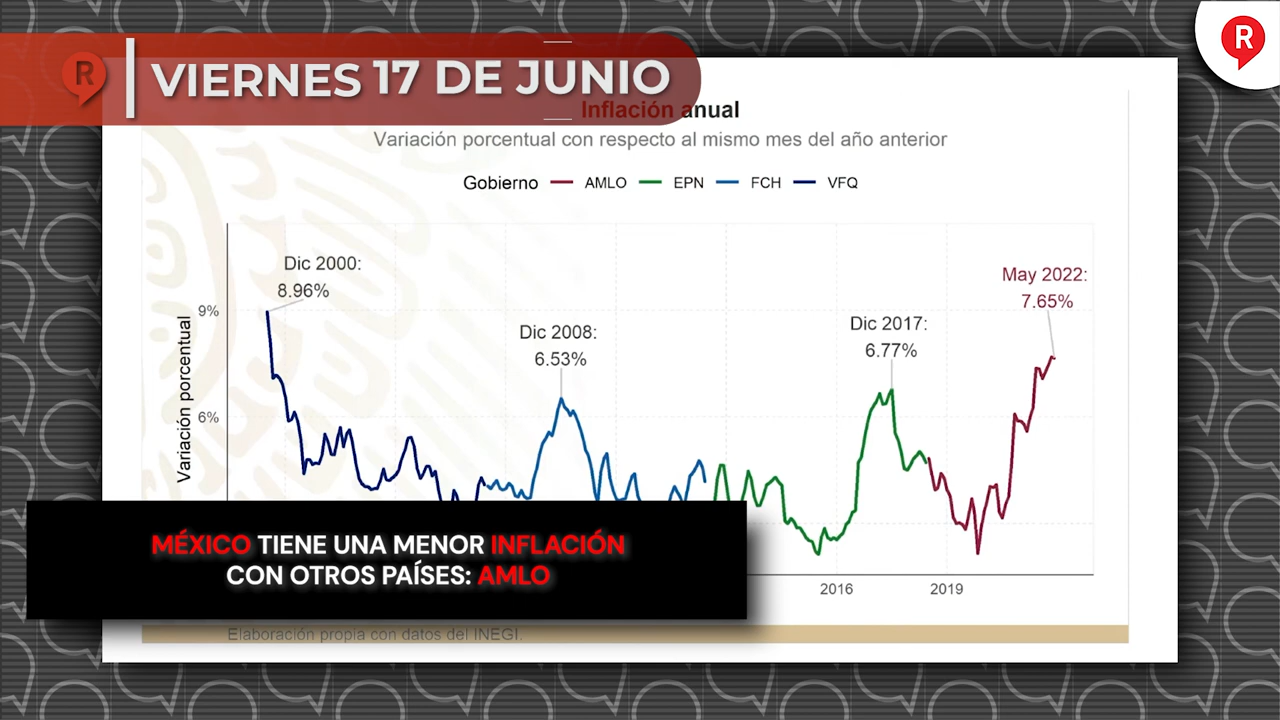 R
R
VIERNES 17 DE JUNIO
Inflación anual
Variación porcentual con respecto al mismo mes del año anterior
Gobierno AMLO EPN FCH VFQ
Dic 2000:
8.96%
May 2022:
7.65%
Dic 2008:
6.53%
Dic 2017:
6.77%
9%
6%
Variación porcentual
MÉXICO TIENE UNA MENOR INFLACIÓN
CON OTROS PAÍSES: AMLO
2016 2019
Elaboración propia con datos del INEGI.